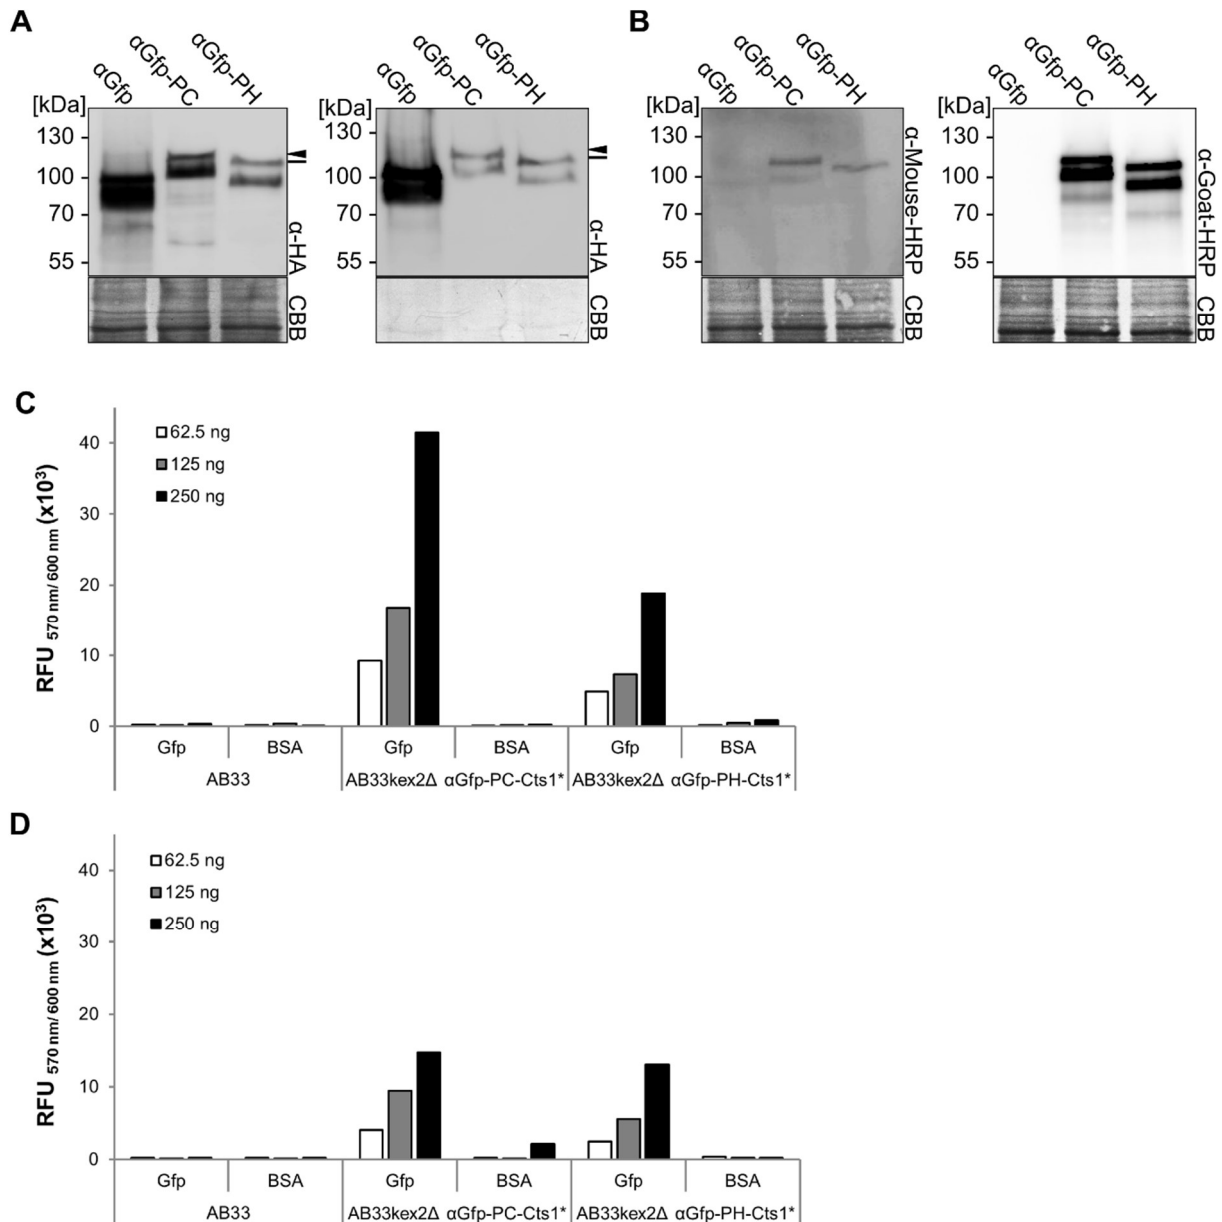 A
αGfp
αGfp-PC
αGfp-PH
[kDa]
130
100
70
55
α-HA
CBB
αGfp
αGfp-PC
αGfp-PH
[kDa]
130
100
70
55
α-HA
CBB
B
αGfp
αGfp-PC
αGfp-PH
[kDa]
130
100
70
55
α-Mouse-HRP
CBB
αGfp
αGfp-PC
αGfp-PH
[kDa]
130
100
70
55
α-Goat-HRP
CBB
C
RFU 570 nm/ 600 nm (x10³)
62.5 ng
125 ng
250 ng
40
30
20
10
0
Gfp BSA Gfp BSA Gfp BSA
AB33 AB33kex2Δ αGfp-PC-Cts1* AB33kex2Δ αGfp-PH-Cts1*
D
RFU 570 nm/ 600 nm (x10³)
62.5 ng
125 ng
250 ng
40
30
20
10
0
Gfp BSA Gfp BSA Gfp BSA
AB33 AB33kex2Δ αGfp-PC-Cts1* AB33kex2Δ αGfp-PH-Cts1*